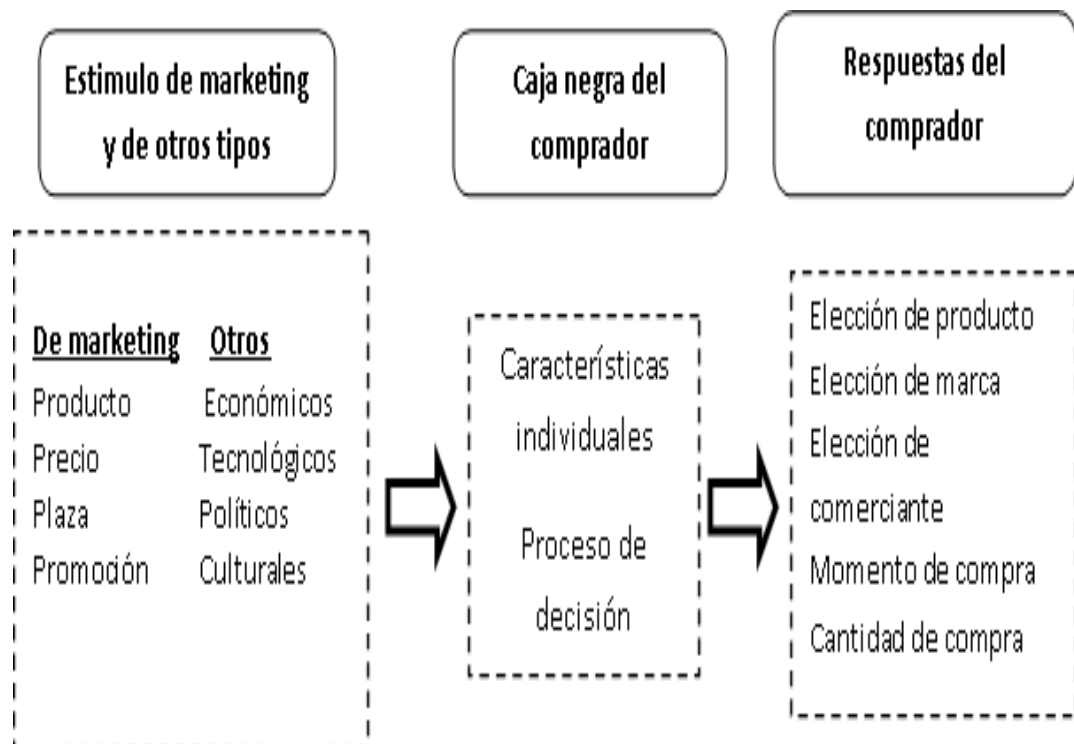 Estimulo de marketing
y de otros tipos
Caja negra del
comprador
Respuestas del
comprador
De marketing Otros
Producto Económicos
Precio Tecnológicos
Plaza Políticos
Promoción Culturales
Característícas
individuales
Proceso de
decisión
Elección de producto
Elección de marca
Elección de
comerciante
Momento de compra
Cantidad de compra